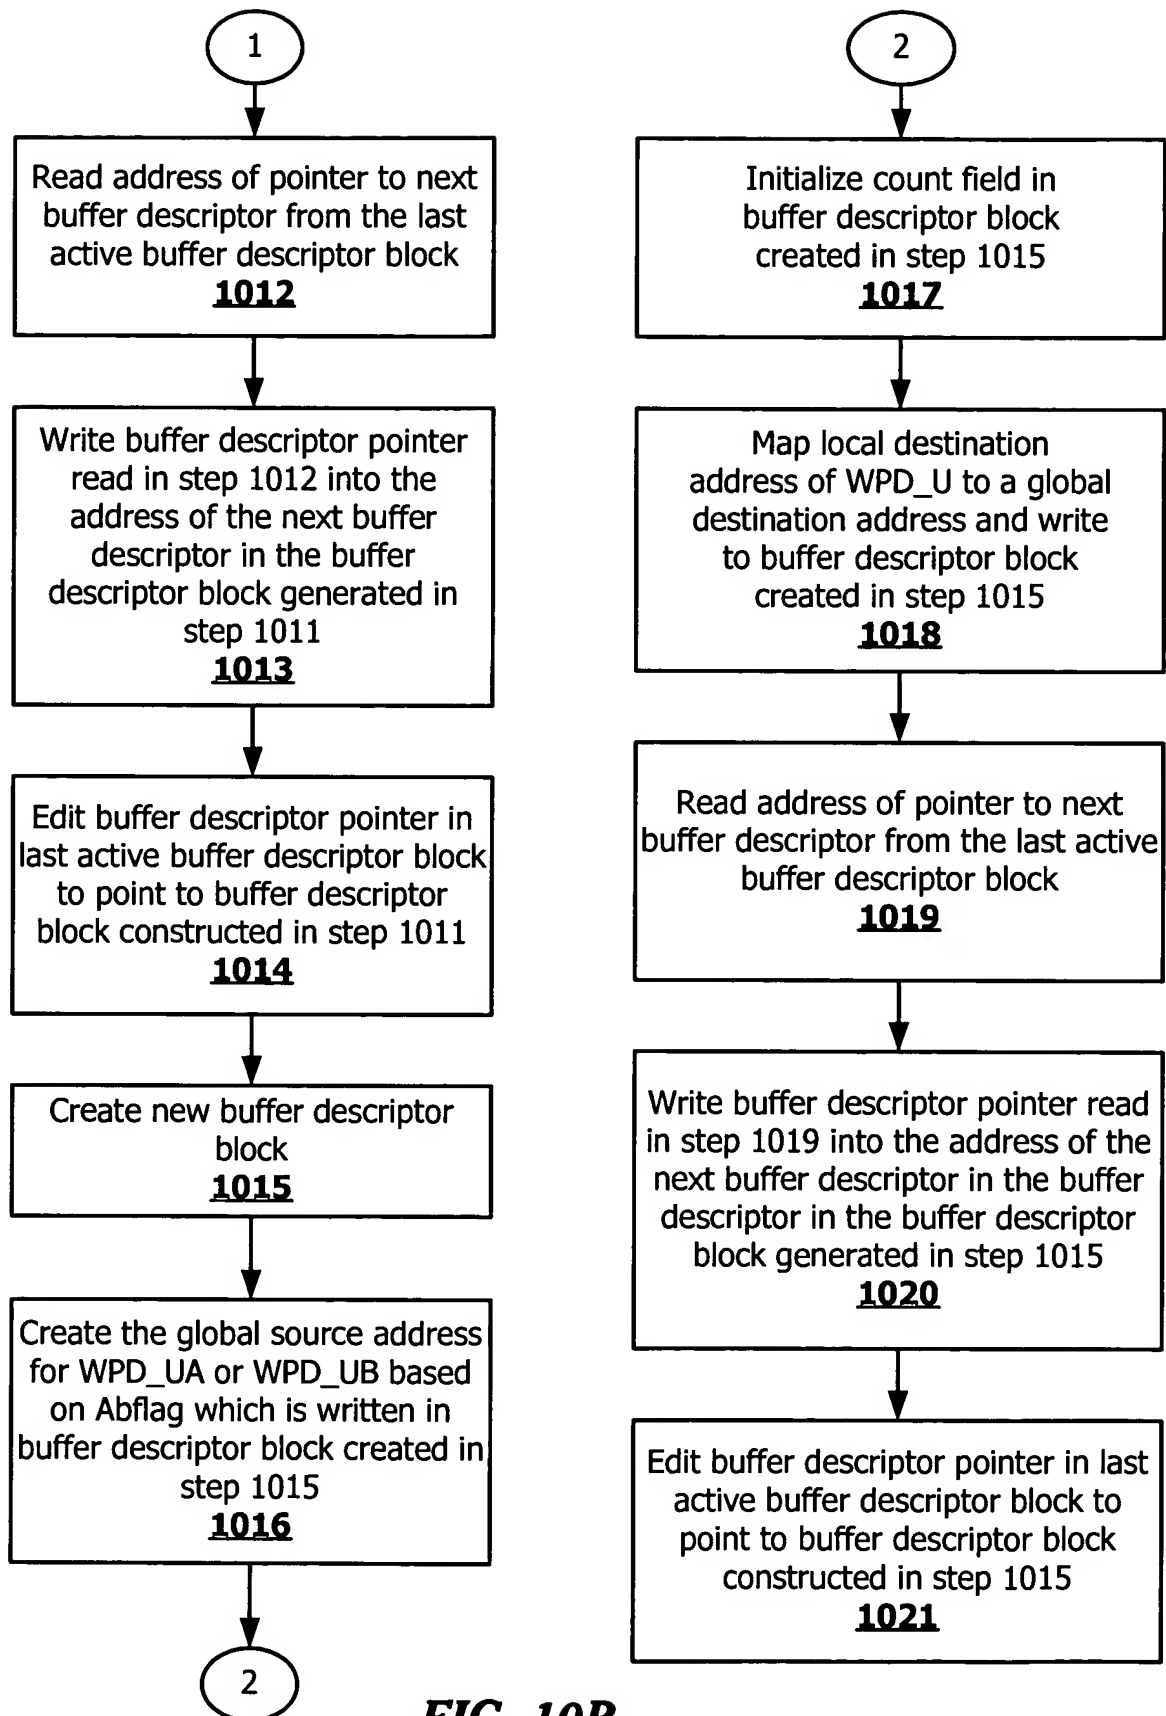 1
Read address of pointer to next
buffer descriptor from the last
active buffer descriptor block
1012
Write buffer descriptor pointer
read in step 1012 into the
address of the next buffer
descriptor in the buffer
descriptor block generated in
step 1011
1013
Edit buffer descriptor pointer in
last active buffer descriptor block
to point to buffer descriptor
block constructed in step 1011
1014
Create new buffer descriptor
block
1015
Create the global source address
for WPD_UA or WPD_UB based
on Abflag which is written in
buffer descriptor block created in
step 1015
1016
2
2
Initialize count field in
buffer descriptor block
created in step 1015
1017
Map local destination
address of WPD_U to a global
destination address and write
to buffer descriptor block
created in step 1015
1018
Read address of pointer to next
buffer descriptor from the last active
buffer descriptor block
1019
Write buffer descriptor pointer read
in step 1019 into the address of the
next buffer descriptor in the buffer
descriptor in the buffer descriptor
block generated in step 1015
1020
Edit buffer descriptor pointer in last
active buffer descriptor block to
point to buffer descriptor block
constructed in step 1015
1021
FIG. 10B